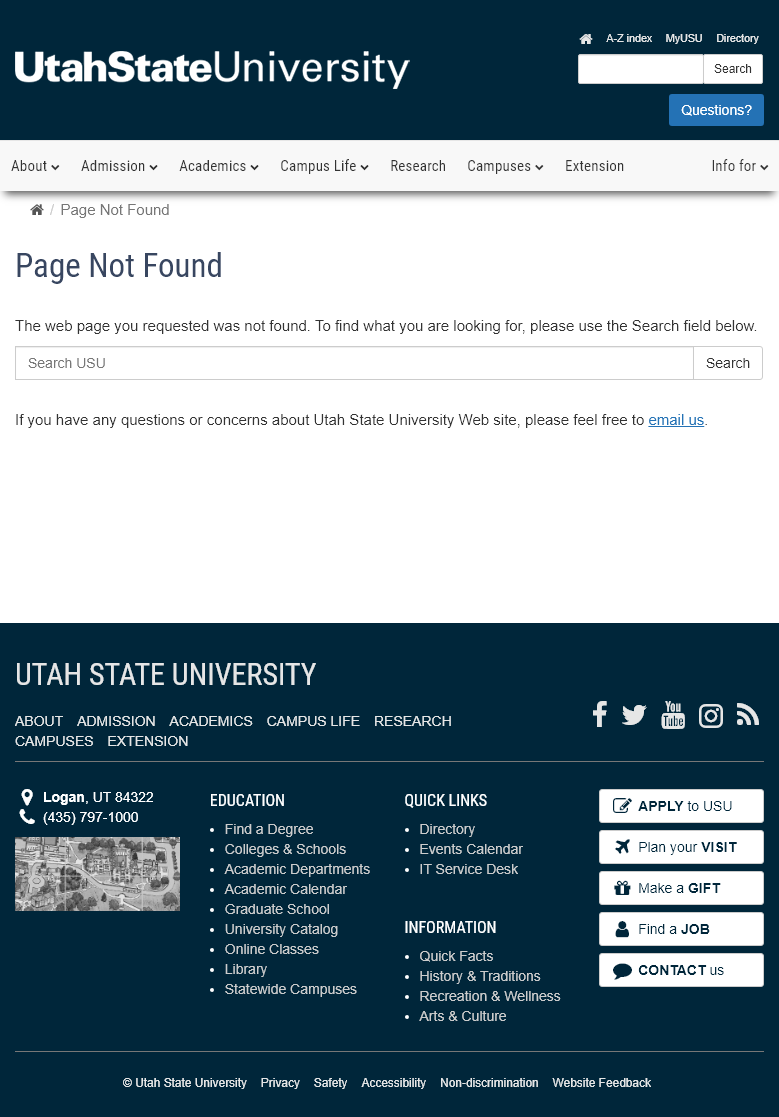 A-Z index MyUSU Directory
UtahStateUniversity
Search
Questions?
About Admission Academics Campus Life Research Campuses Extension Info for
/ Page Not Found
Page Not Found
The web page you requested was not found. To find what you are looking for, please use the Search field below.
Search USU Search
If you have any questions or concerns about Utah State University Web site, please feel free to email us.
UTAH STATE UNIVERSITY
ABOUT ADMISSION ACADEMICS CAMPUS LIFE RESEARCH
CAMPUSES EXTENSION
You
Tube
Logan, UT 84322
(435) 797-1000
EDUCATION
• Find a Degree
• Colleges & Schools
• Academic Departments
• Academic Calendar
• Graduate School
• University Catalog
• Online Classes
• Library
• Statewide Campuses
QUICK LINKS
• Directory
• Events Calendar
• IT Service Desk
INFORMATION
• Quick Facts
• History & Traditions
• Recreation & Wellness
• Arts & Culture
APPLY to USU
Plan your VISIT
Make a GIFT
Find a JOB
CONTACT us
© Utah State University Privacy Safety Accessibility Non-discrimination Website Feedback